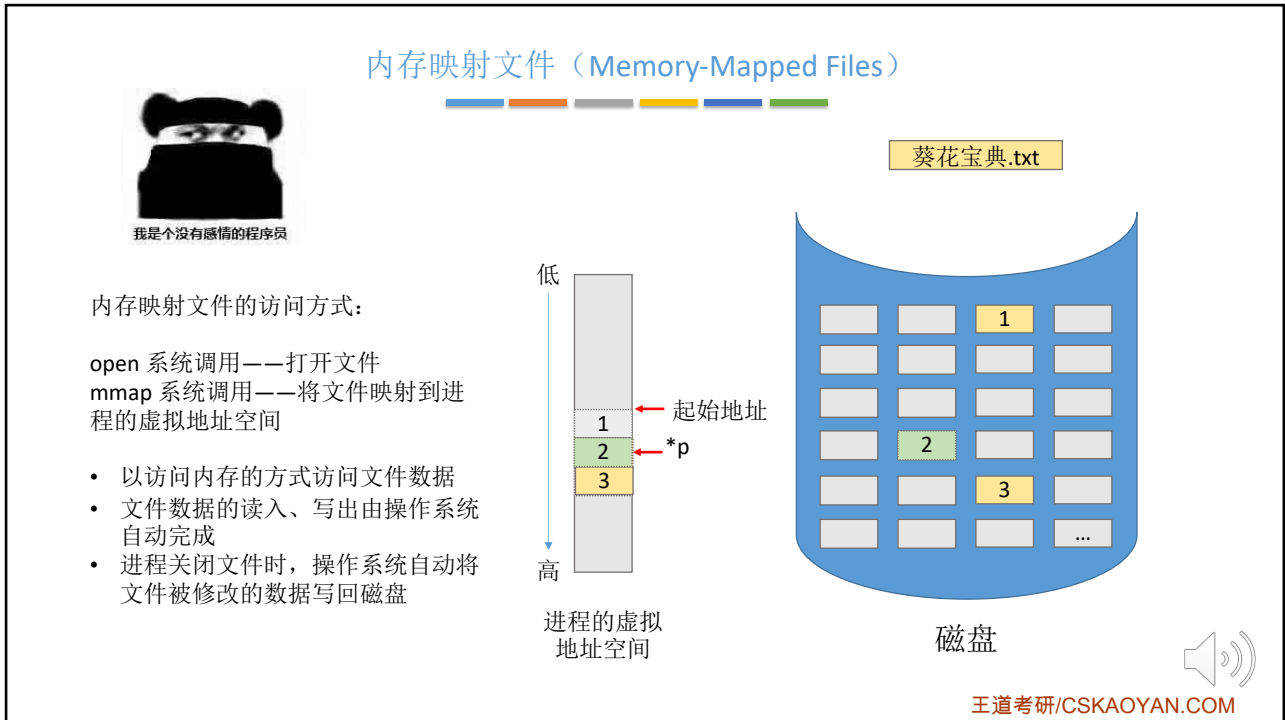 内存映射文件（Memory-Mapped Files）
我是个没有感情的程序员
葵花宝典.txt
内存映射文件的访问方式：
open 系统调用——打开文件
mmap 系统调用——将文件映射到进
程的虚拟地址空间
• 以访问内存的方式访问文件数据
• 文件数据的读入、写出由操作系统
自动完成
• 进程关闭文件时，操作系统自动将
文件被修改的数据写回磁盘
低
起始地址
1
2
*p
3
高
进程的虚拟
地址空间
1
2
3
...
磁盘
王道考研/CSKAOYAN.COM